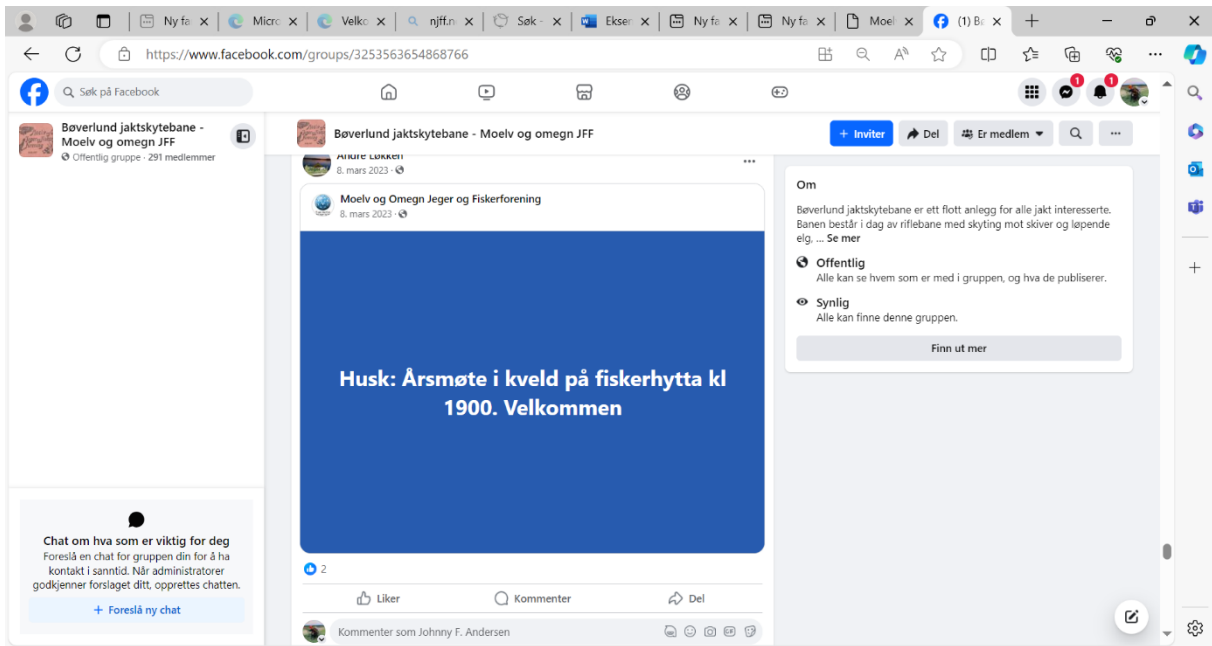 Ny fa
Micro
Velko
njff.n
Søk -
Ekser
Ny fa
Ny fa
Moel
(1) Bø
https://www.facebook.com/groups/3253563654868766
Søk på Facebook
1
1
Bøverlund jaktskytebane -
Moelv og omegn JFF
Offentlig gruppe · 291 medlemmer
Bøverlund jaktskytebane - Moelv og omegn JFF
+ Inviter
Del
Er medlem
Andre Løkken
8. mars 2023 ·
Moelv og Omegn Jeger og Fiskerforening
8. mars 2023 ·
Husk: Årsmøte i kveld på fiskerhytta kl
1900. Velkommen
2
Liker
Kommenter
Del
Kommenter som Johnny F. Andersen
GIF
Om
Bøverlund jaktskytebane er ett flott anlegg for alle jakt interesserte.
Banen består i dag av riflebane med skyting mot skiver og løpende
elg, ... Se mer
Offentlig
Alle kan se hvem som er med i gruppen, og hva de publiserer.
Synlig
Alle kan finne denne gruppen.
Finn ut mer
Chat om hva som er viktig for deg
Foreslå en chat for gruppen din for å ha
kontakt i sanntid. Når administratorer
godkjenner forslaget ditt, opprettes chatten.
+ Foreslå ny chat